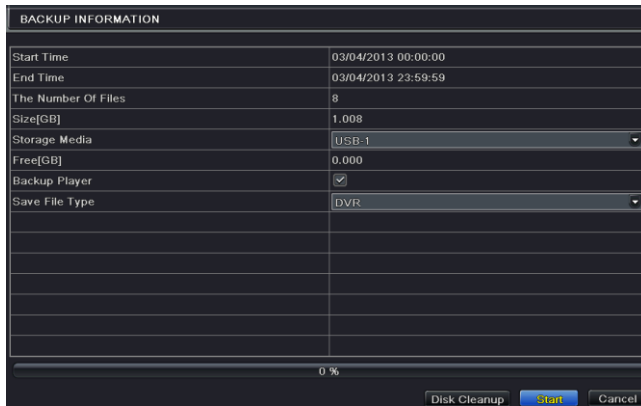 BACKUP INFORMATION
Start Time 03/04/2013 00:00:00
End Time 03/04/2013 23:59:59
The Number Of Files 8
Size[GB] 1.008
Storage Media USB-1
Free[GB] 0.000
Backup Player
Save File Type DVR
0 %
Disk Cleanup Start Cancel